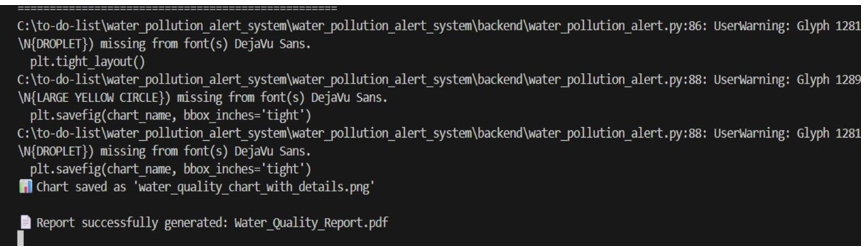 ==================================================
C:\to-do-list\water_pollution_alert_system\water_pollution_alert_system\backend\water_pollution_alert.py:86: UserWarning: Glyph 1281
\N{DROPLET}) missing from font(s) DejaVu Sans.
plt.tight_layout()
C:\to-do-list\water_pollution_alert_system\water_pollution_alert_system\backend\water_pollution_alert.py:88: UserWarning: Glyph 1289
\N{LARGE YELLOW CIRCLE}) missing from font(s) DejaVu Sans.
plt.savefig(chart_name, bbox_inches='tight')
C:\to-do-list\water_pollution_alert_system\water_pollution_alert_system\backend\water_pollution_alert.py:88: UserWarning: Glyph 1281
\N{DROPLET}) missing from font(s) DejaVu Sans.
plt.savefig(chart_name, bbox_inches='tight')
📊 Chart saved as 'water_quality_chart_with_details.png'
📄 Report successfully generated: Water_Quality_Report.pdf